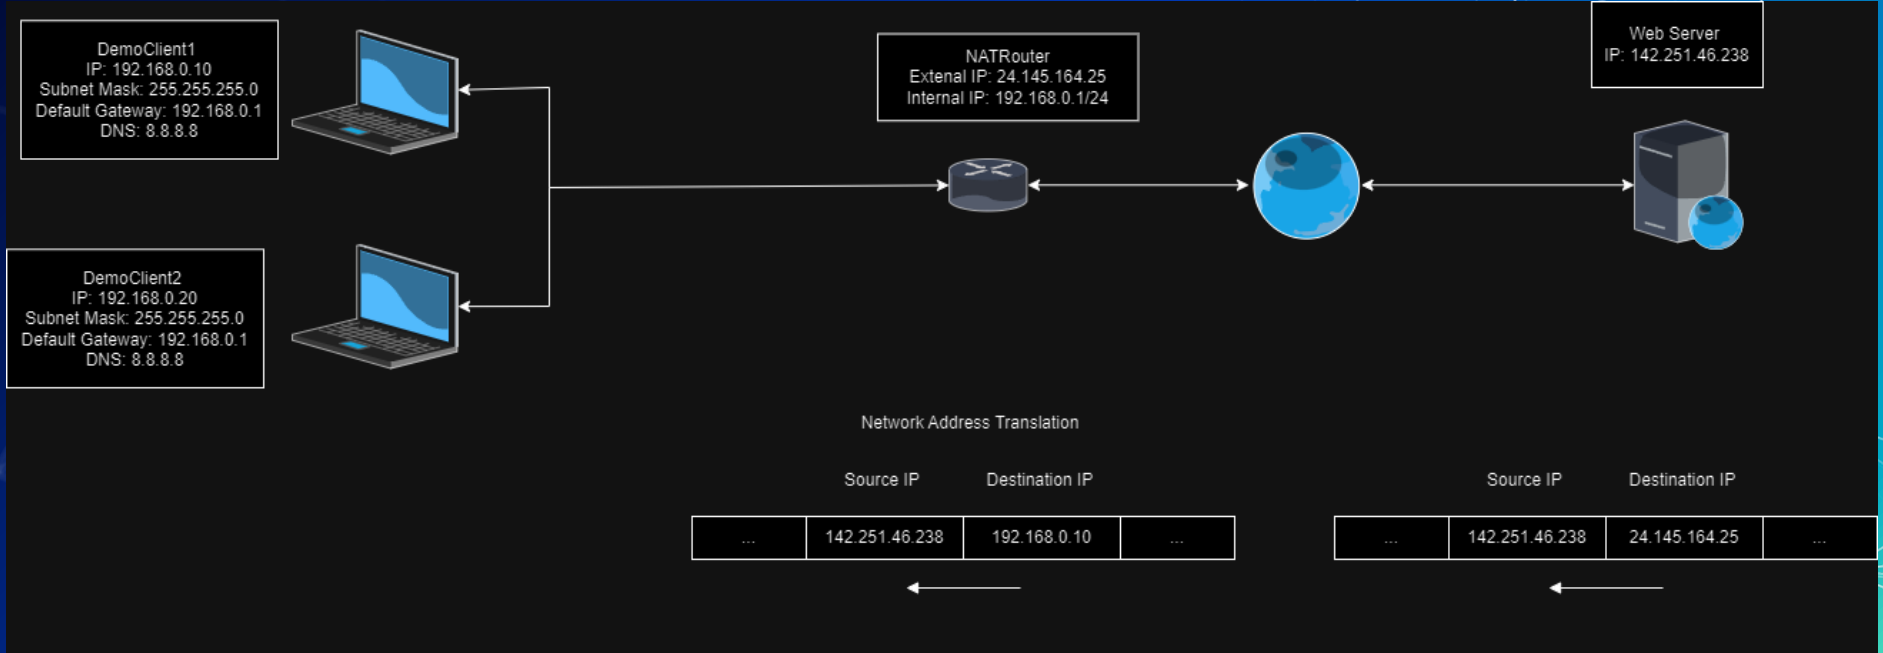 DemoClient1
IP: 192.168.0.10
Subnet Mask: 255.255.255.0
Default Gateway: 192.168.0.1
DNS: 8.8.8.8
NATRouter
Extenal IP: 24.145.164.25
Internal IP: 192.168.0.1/24
Web Server
IP: 142.251.46.238
DemoClient2
IP: 192.168.0.20
Subnet Mask: 255.255.255.0
Default Gateway: 192.168.0.1
DNS: 8.8.8.8
Network Address Translation
Source IP Destination IP
... 142.251.46.238 192.168.0.10 ...
Source IP Destination IP
... 142.251.46.238 24.145.164.25 ...